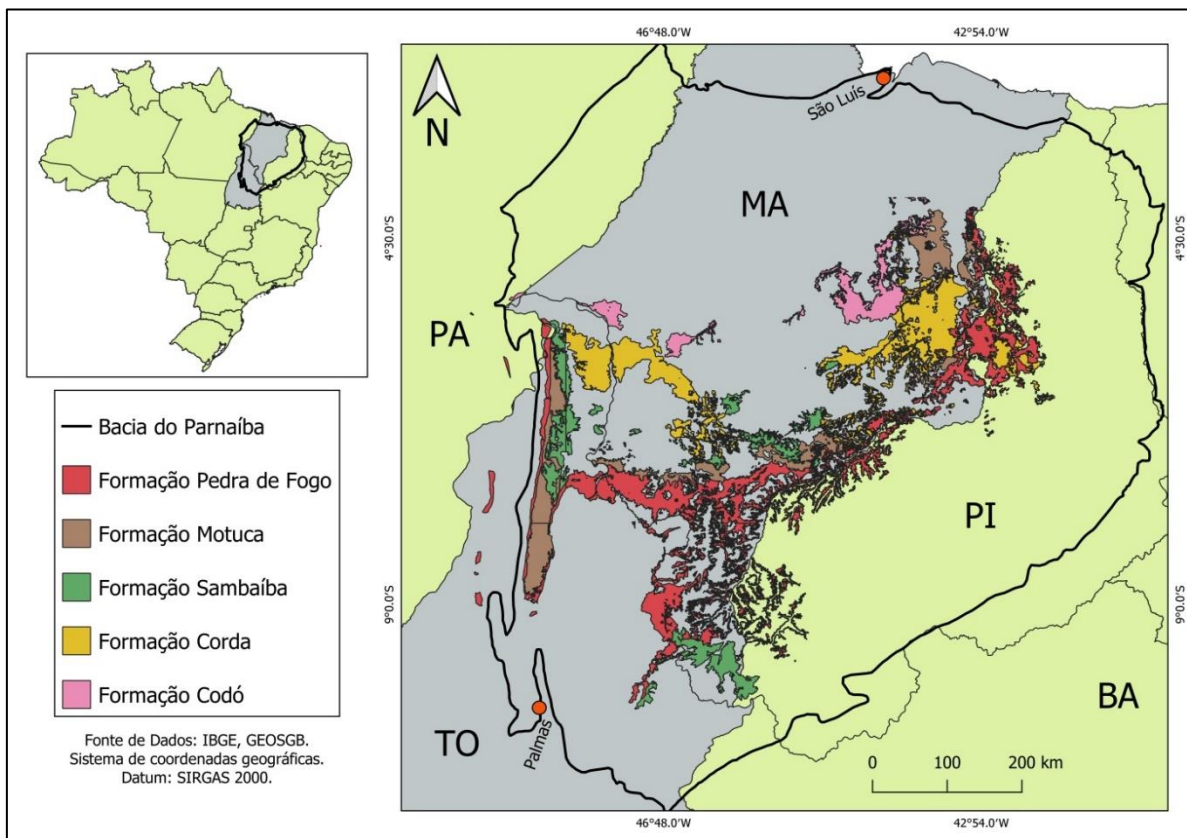 46°48.0'W
42°54.0'W
São Luís
N
MA
4°30.0'S
4°30.0'S
PA`
Bacia do Parnaíba
Formação Pedra de Fogo
Formação Motuca
Formação Sambaíba
Formação Corda
Formação Codó
PI
9°0.0'S
9°0.0'S
BA
TO
Palmas
0
100
200 km
Fonte de Dados: IBGE, GEOSGB.
Sistema de coordenadas geográficas.
Datum: SIRGAS 2000.
46°48.0'W
42°54.0'W